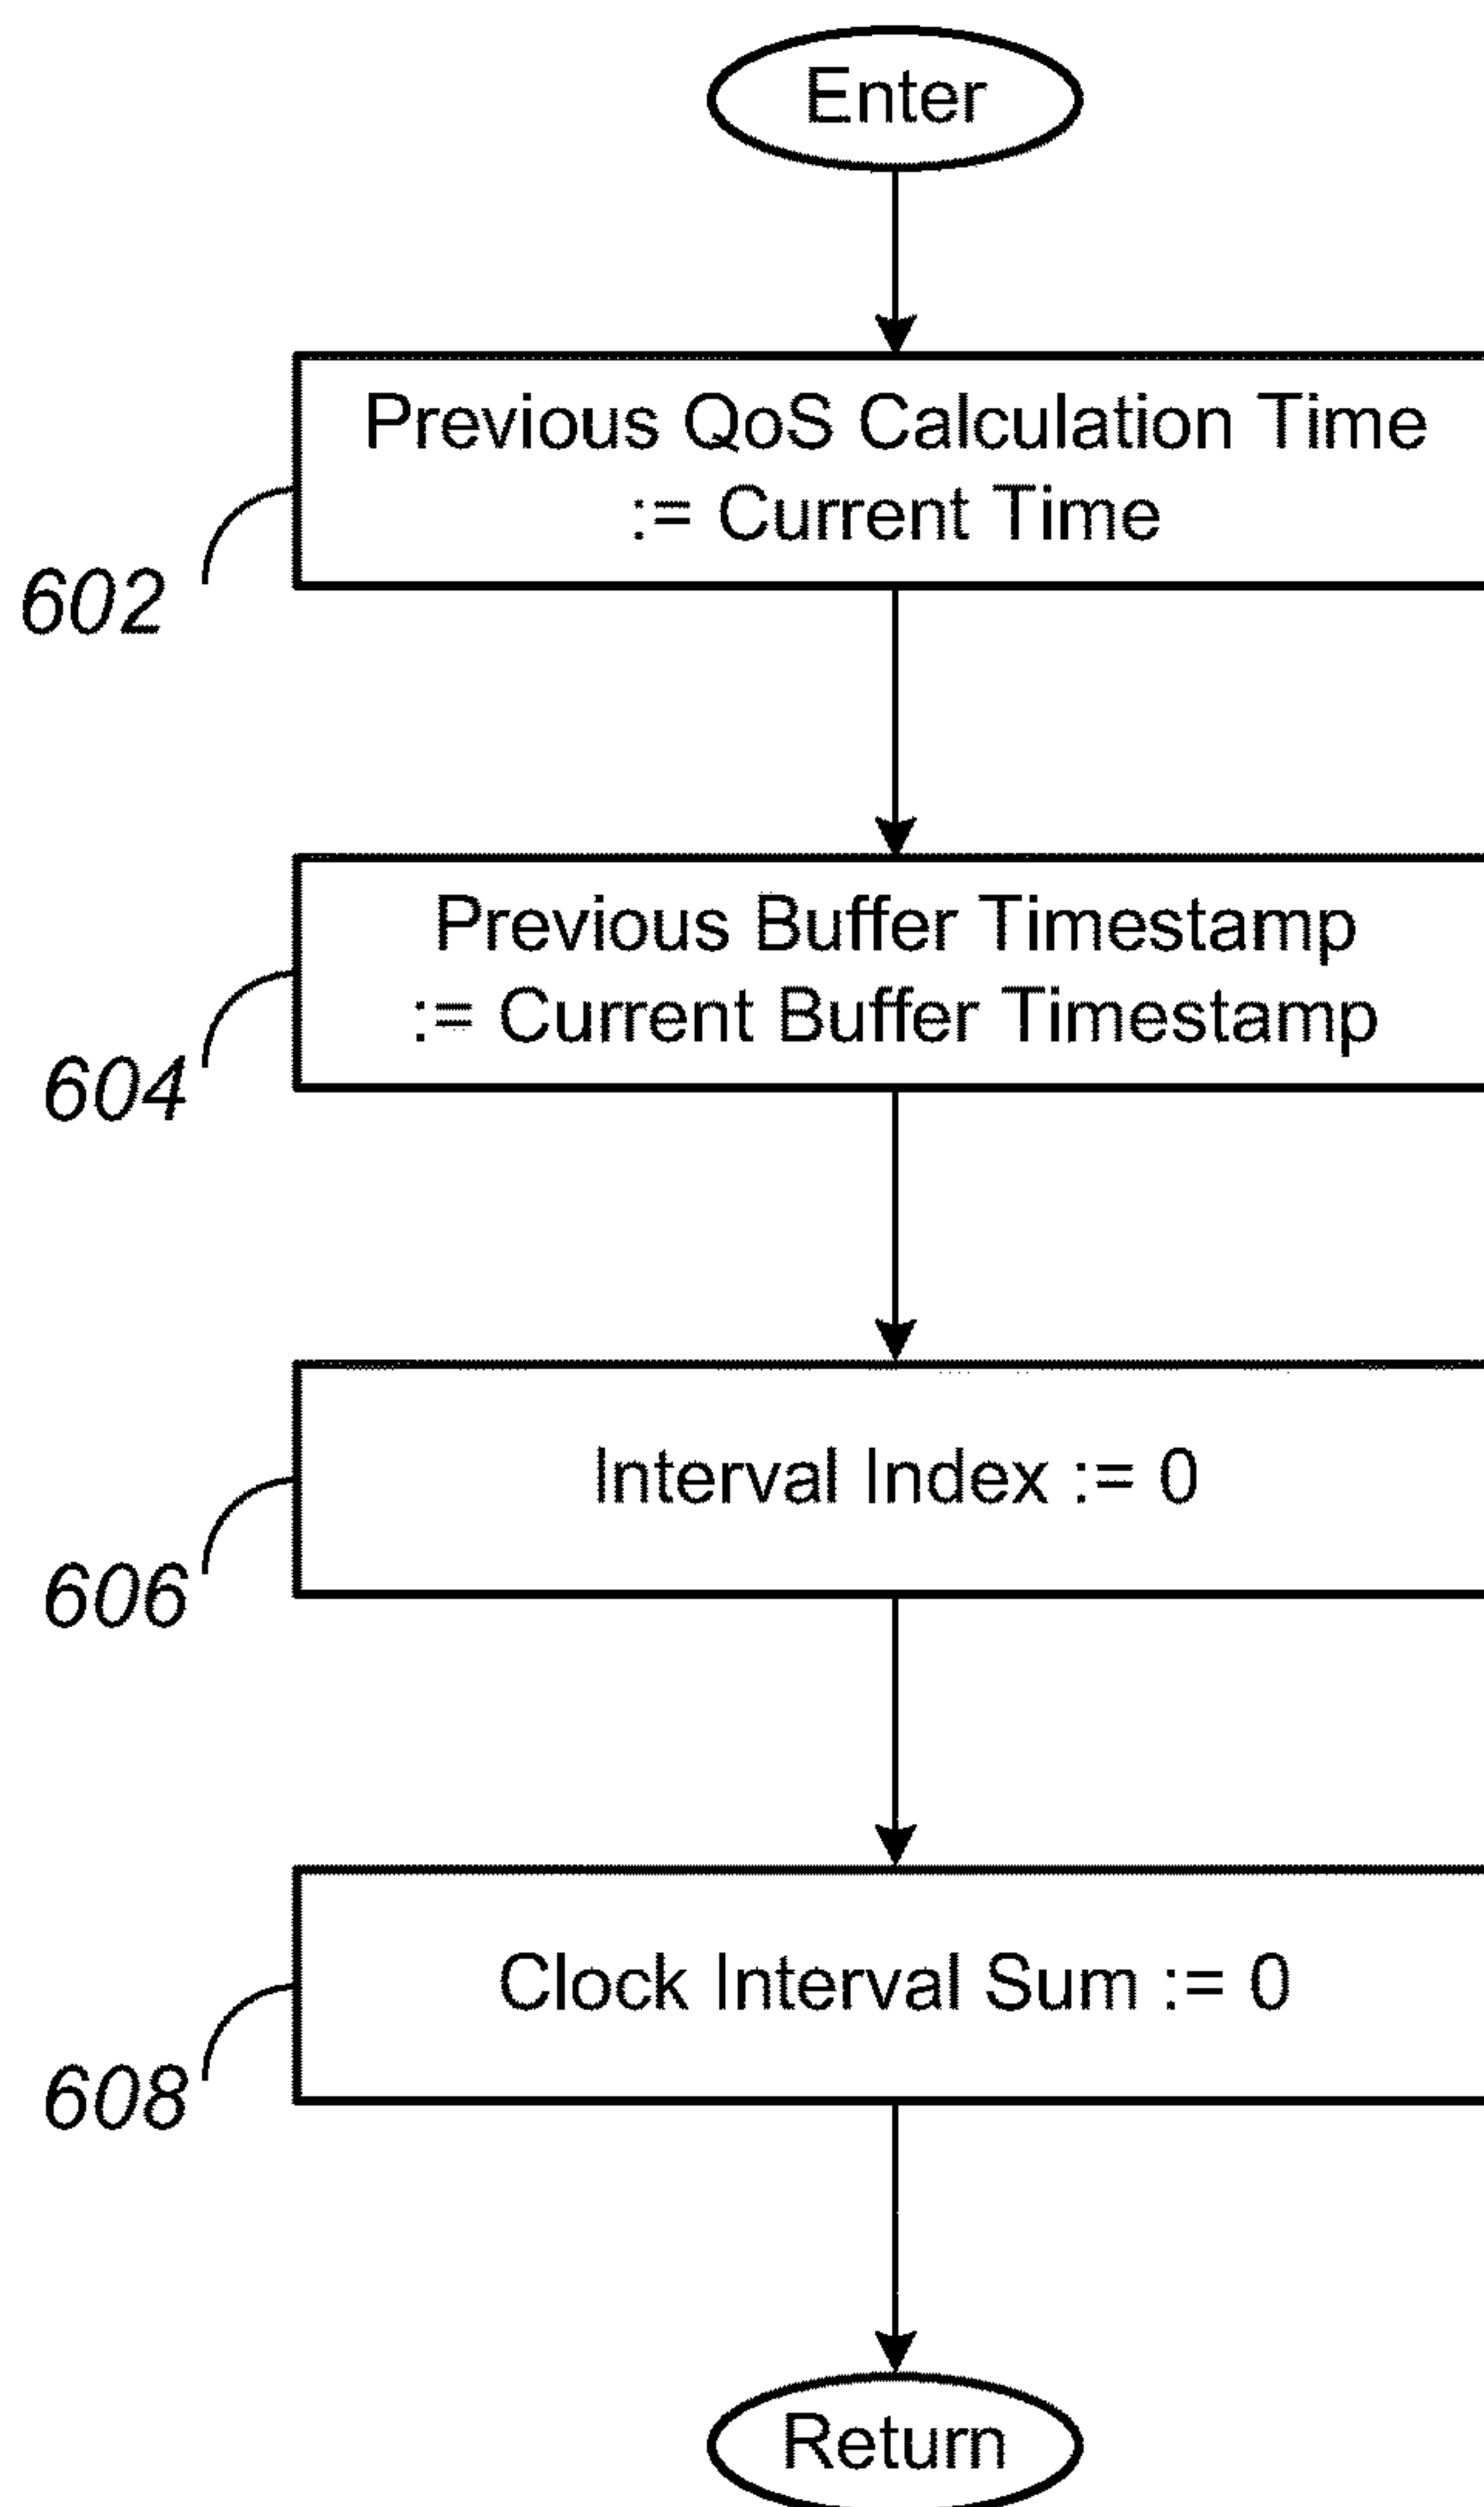 Enter
Previous QoS Calculation Time
:= Current Time
602
Previous Buffer Timestamp
:= Current Buffer Timestamp
604
Interval Index := 0
606
Clock Interval Sum := 0
608
Return